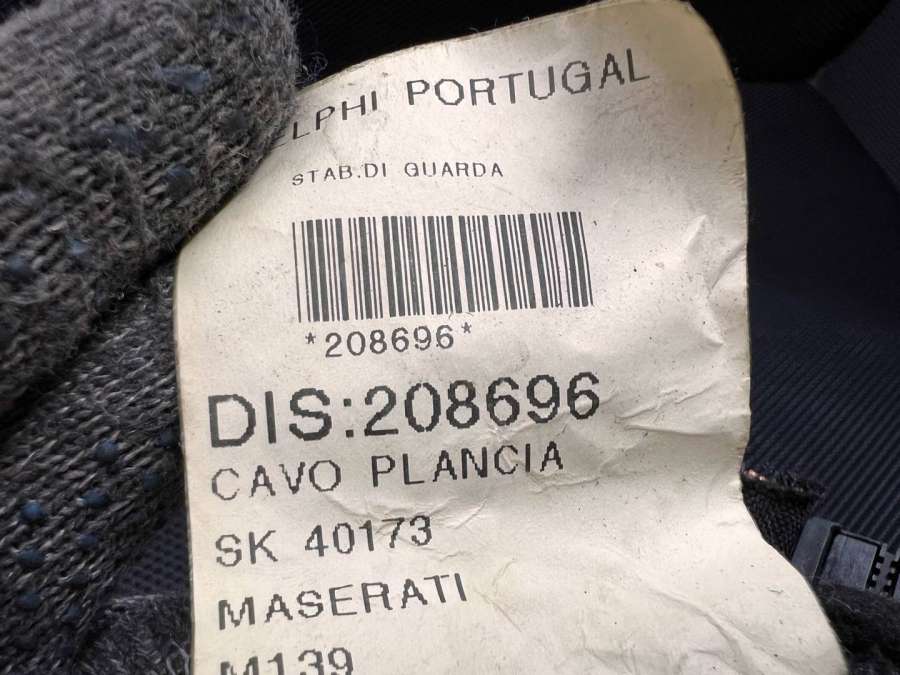 ELPHI PORTUGAL
STAB.DI GUARDA
*208696*
DIS:208696
CAVO PLANCIA
SK 40173
MASERATI
M139